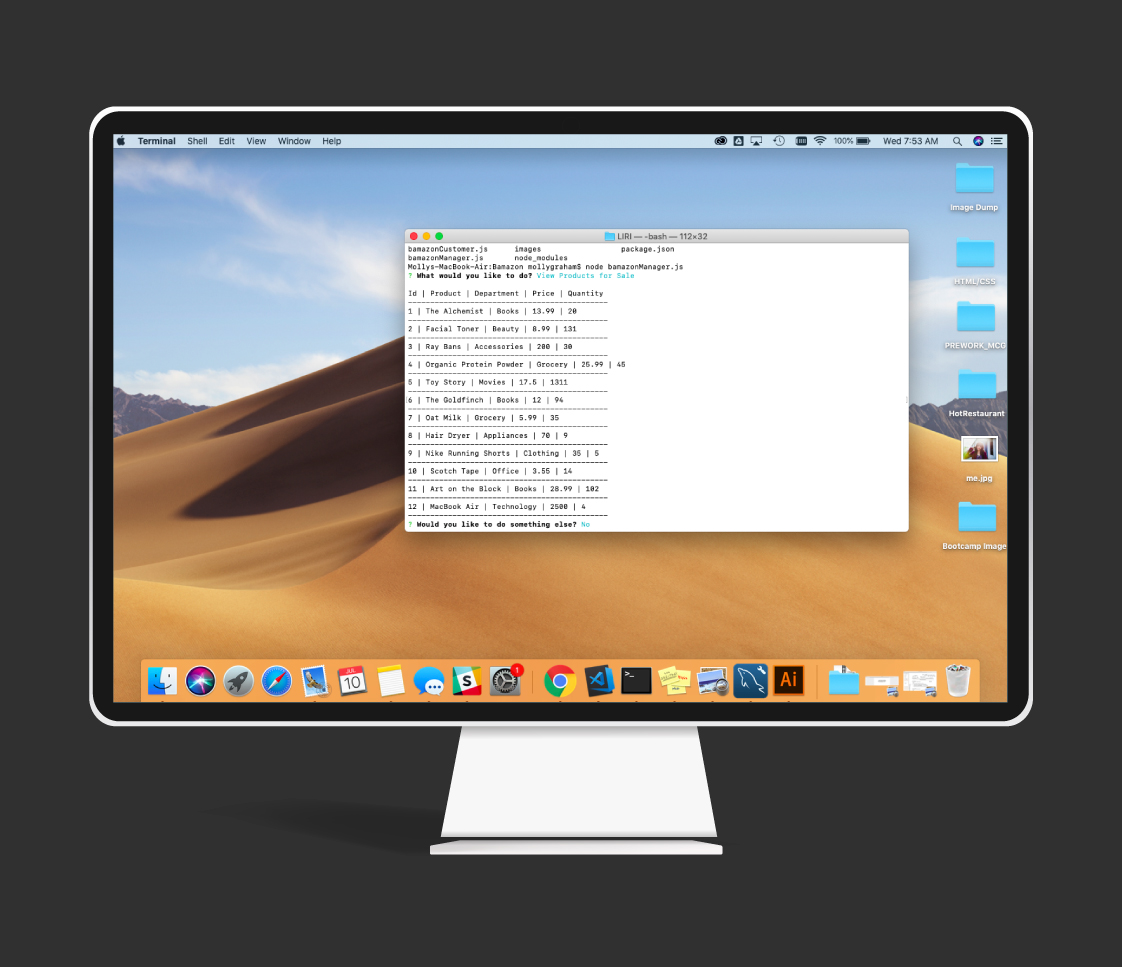 Terminal Shell Edit View Window Help 100% Wed 7:53 AM
Image Dump
LIRI — -bash — 112×32
bamazonCustomer.js images package.json
bamazonManager.js node_modules
Mollys-MacBook-Air:Bamazon mollygraham$ node bamazonManager.js
? What would you like to do? View Products for Sale
Id | Product | Department | Price | Quantity
1 | The Alchemist | Books | 13.99 | 20
2 | Facial Toner | Beauty | 8.99 | 131
3 | Ray Bans | Accessories | 200 | 30
4 | Organic Protein Powder | Grocery | 25.99 | 45
5 | Toy Story | Movies | 17.5 | 1311
6 | The Goldfinch | Books | 12 | 94
7 | Oat Milk | Grocery | 5.99 | 35
8 | Hair Dryer | Appliances | 70 | 9
9 | Nike Running Shorts | Clothing | 35 | 5
10 | Scotch Tape | Office | 3.55 | 14
11 | Art on the Block | Books | 28.99 | 102
12 | MacBook Air | Technology | 2500 | 4
? Would you like to do something else? No
HTML/CSS
PREWORK_MCG
HotRestaurant
me.jpg
Bootcamp Image
JUL
10
S
1
>_
Ai